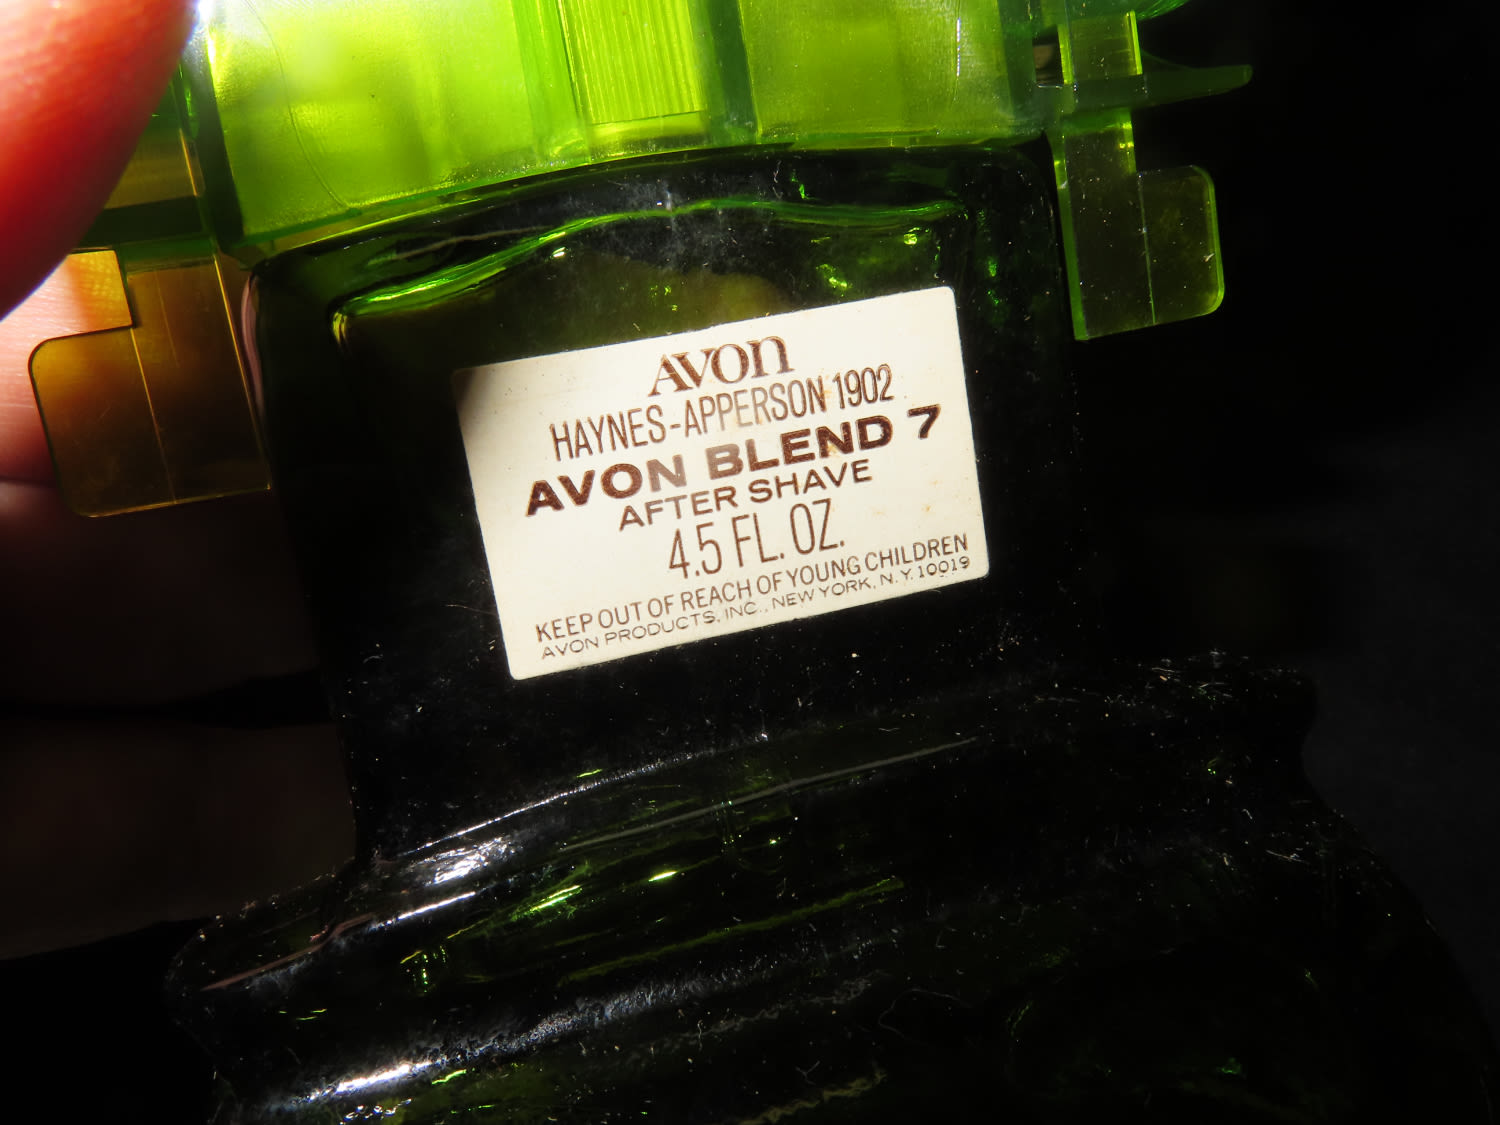 AVON
HAYNES-APPERSON 1902
AVON BLEND 7
AFTER SHAVE
4.5 FL. OZ.
KEEP OUT OF REACH OF YOUNG CHILDREN
AVON PRODUCTS, INC., NEW YORK, N.Y. 10019